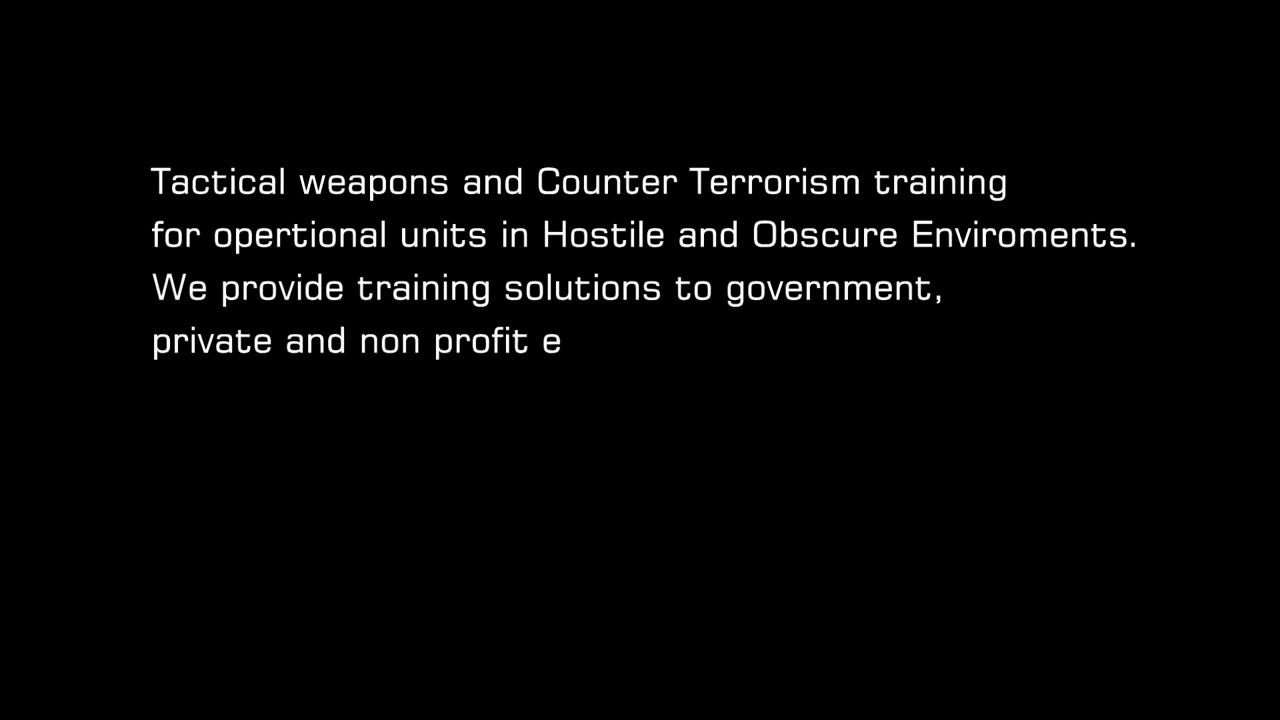 Tactical weapons and Counter Terrorism training
for opertional units in Hostile and Obscure Enviroments.
We provide training solutions to government,
private and non profit e